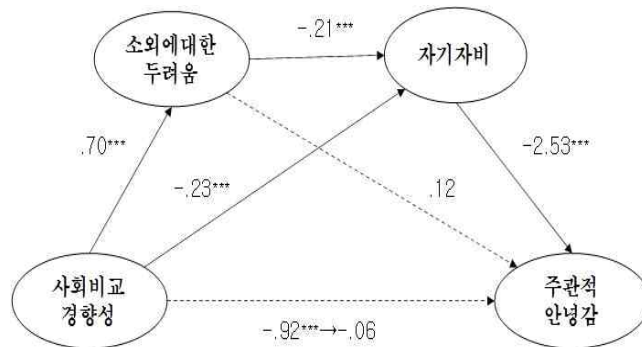 소외에대한
두려움
-.21***
자기자비
.70***
-.23***
.12
-2.53***
사회비교
경향성
주관적
안녕감
-.92***→-.06